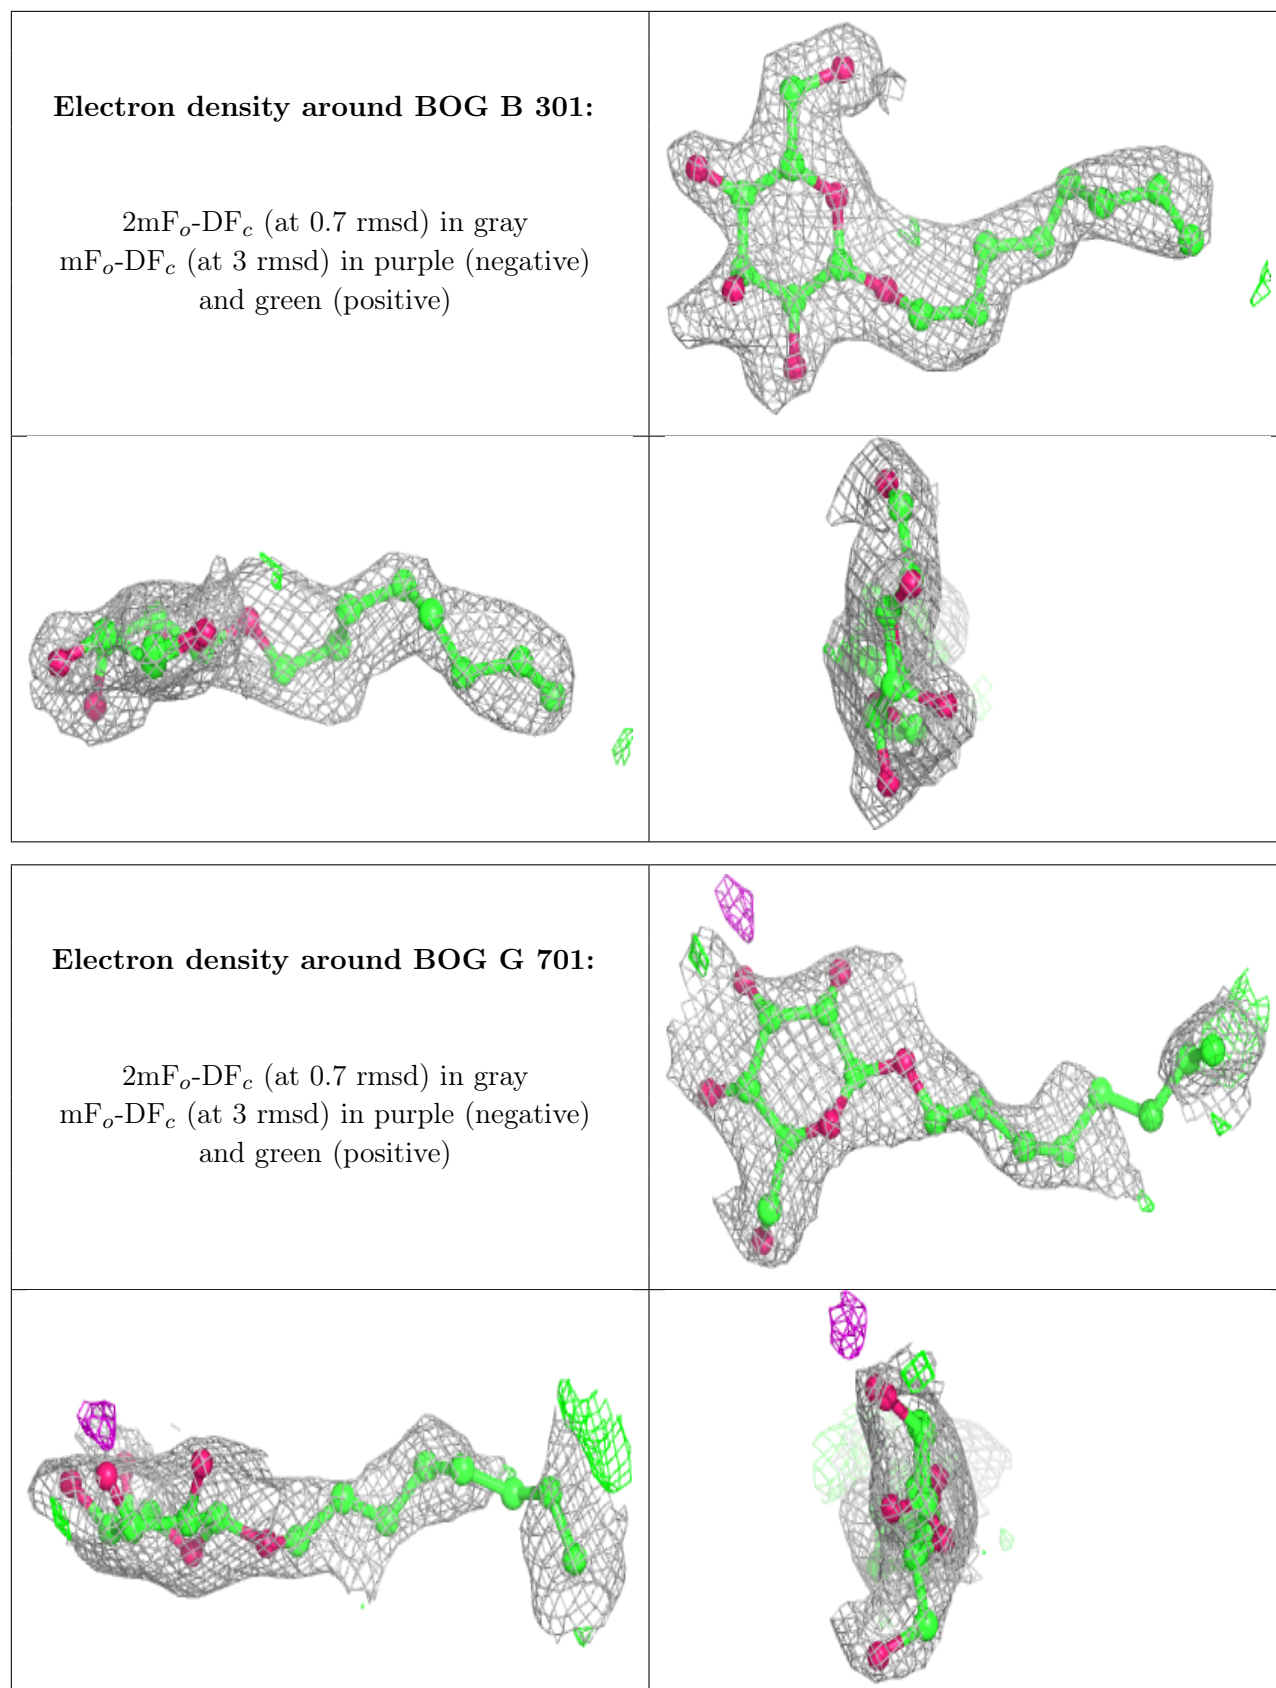 Electron density around BOG B 301:
2mFₒ-DF𝒸 (at 0.7 rmsd) in gray
mFₒ-DF𝒸 (at 3 rmsd) in purple (negative)
and green (positive)
Electron density around BOG G 701:
2mFₒ-DF𝒸 (at 0.7 rmsd) in gray
mFₒ-DF𝒸 (at 3 rmsd) in purple (negative)
and green (positive)